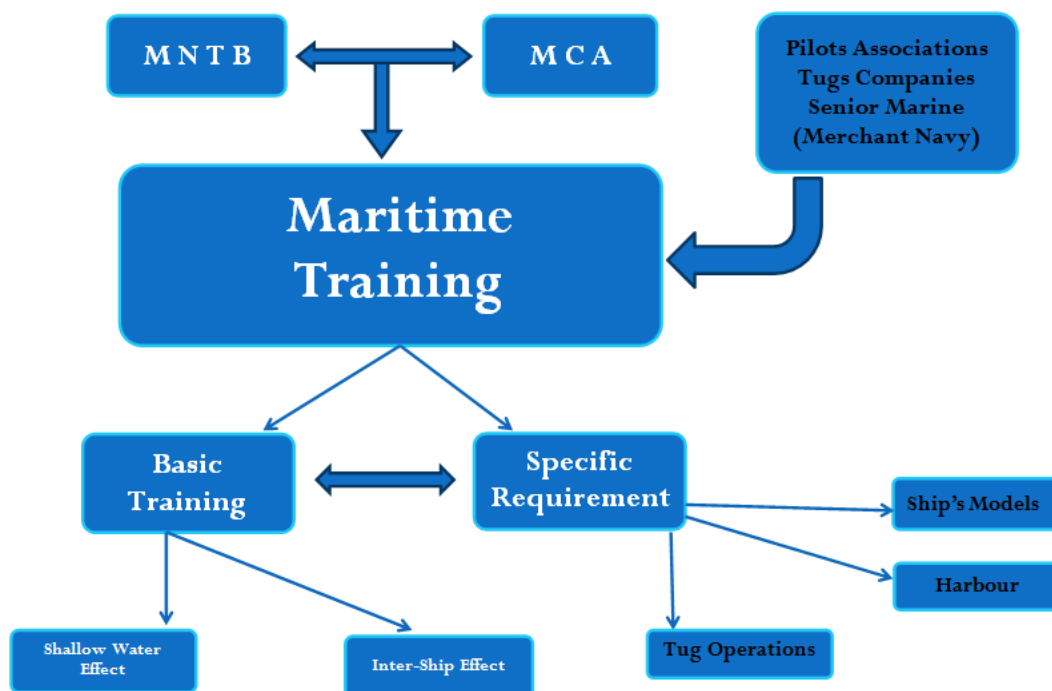 M N T B
M C A
Pilots Associations
Tugs Companies
Senior Marine
(Merchant Navy)
Maritime
Training
Basic
Training
Specific
Requirement
Ship's Models
Harbour
Shallow Water
Effect
Inter-Ship Effect
Tug Operations